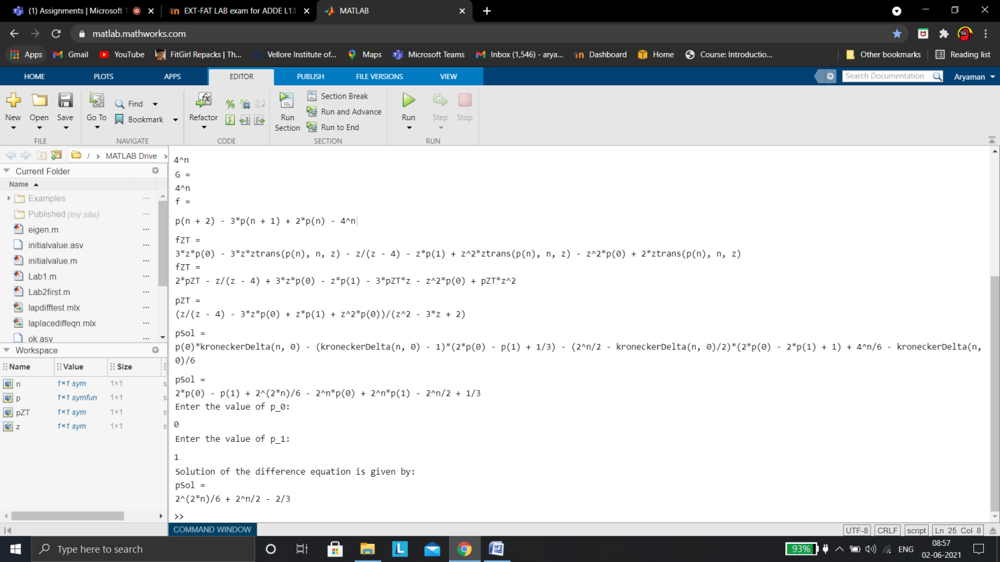 (1) Assignments | Microsoft T
EXT-FAT LAB exam for ADDE L13
MATLAB
matlab.mathworks.com
Apps Gmail YouTube FitGirl Repacks | Th... Vellore Institute of... Maps Microsoft Teams Inbox (1,546) - arya... Dashboard Home Course: Introductio... Other bookmarks Reading list
HOME PLOTS APPS EDITOR PUBLISH FILE VERSIONS VIEW Search Documentation Aryaman
New Open Save Go To Find Bookmark Refactor Run Section Section Break Run and Advance Run to End Run Step Stop
FILE NAVIGATE CODE SECTION RUN
/ › MATLAB Drive ›
Current Folder
Name
Examples
Published (my site)
eigen.m
initialvalue.asv
initialvalue.m
Lab1.m
Lab2first.m
lapdifftest.mlx
laplacediffeqn.mlx
ok.asv
Workspace
Name Value Size
n 1×1 sym 1×1 s
p 1×1 symfun 1×1 s
pZT 1×1 sym 1×1 s
z 1×1 sym 1×1 s
4^n
G =
4^n
f =
p(n + 2) - 3*p(n + 1) + 2*p(n) - 4^n
fZT =
3*z*p(0) - 3*z*ztrans(p(n), n, z) - z/(z - 4) - z*p(1) + z^2*ztrans(p(n), n, z) - z^2*p(0) + 2*ztrans(p(n), n, z)
fZT =
2*pZT - z/(z - 4) + 3*z*p(0) - z*p(1) - 3*pZT*z - z^2*p(0) + pZT*z^2
pZT =
(z/(z - 4) - 3*z*p(0) + z*p(1) + z^2*p(0))/(z^2 - 3*z + 2)
pSol =
p(0)*kroneckerDelta(n, 0) - (kroneckerDelta(n, 0) - 1)*(2*p(0) - p(1) + 1/3) - (2^n/2 - kroneckerDelta(n, 0)/2)*(2*p(0) - 2*p(1) + 1) + 4^n/6 - kroneckerDelta(n,
0)/6
pSol =
2*p(0) - p(1) + 2^(2*n)/6 - 2^n*p(0) + 2^n*p(1) - 2^n/2 + 1/3
Enter the value of p_0:
0
Enter the value of p_1:
1
Solution of the difference equation is given by:
pSol =
2^(2*n)/6 + 2^n/2 - 2/3
>>
COMMAND WINDOW
UTF-8 CRLF script Ln 25 Col 8
Type here to search
93% ENG 08:57
02-06-2021